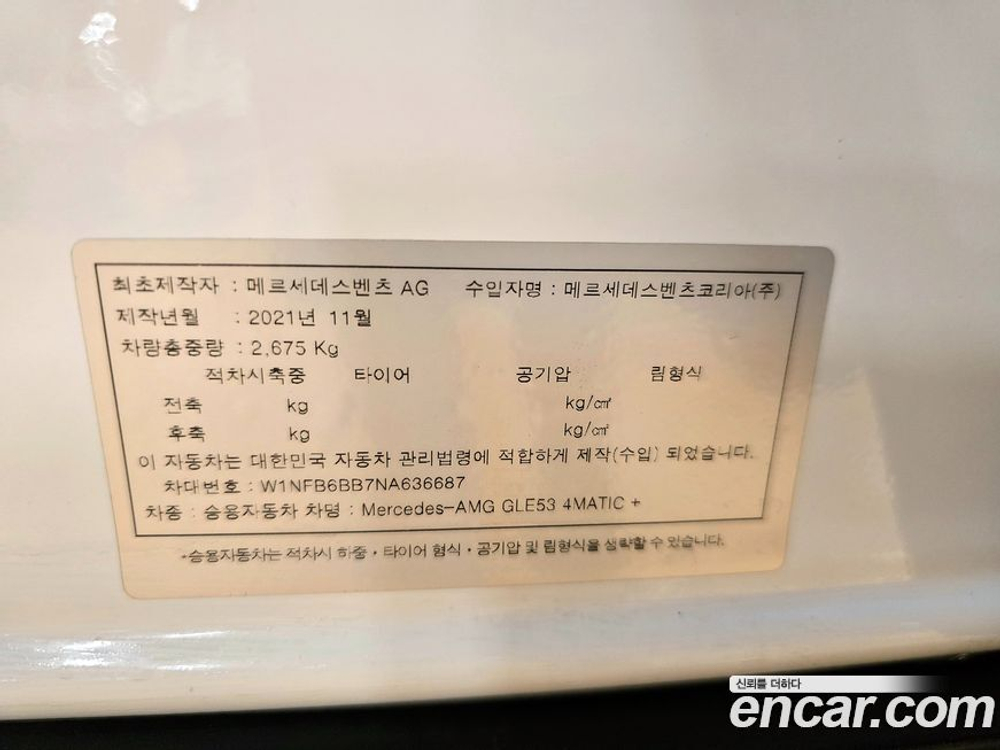 최초제작자 : 메르세데스벤츠 AG 수입자명 : 메르세데스벤츠코리아(주)
제작년월 : 2021년 11월
차량총중량 : 2,675 Kg
적차시축중 타이어 공기압 림형식
전축 kg kg/㎠
후축 kg kg/㎠
이 자동차는 대한민국 자동차 관리법령에 적합하게 제작(수입) 되었습니다.
차대번호 : W1NFB6BB7NA636687
차종 : 승용자동차 차명 : Mercedes-AMG GLE53 4MATIC +
*승용자동차는 적차시 하중 · 타이어 형식 · 공기압 및 림형식을 생략할 수 있습니다.
신뢰를 더하다
encar.com